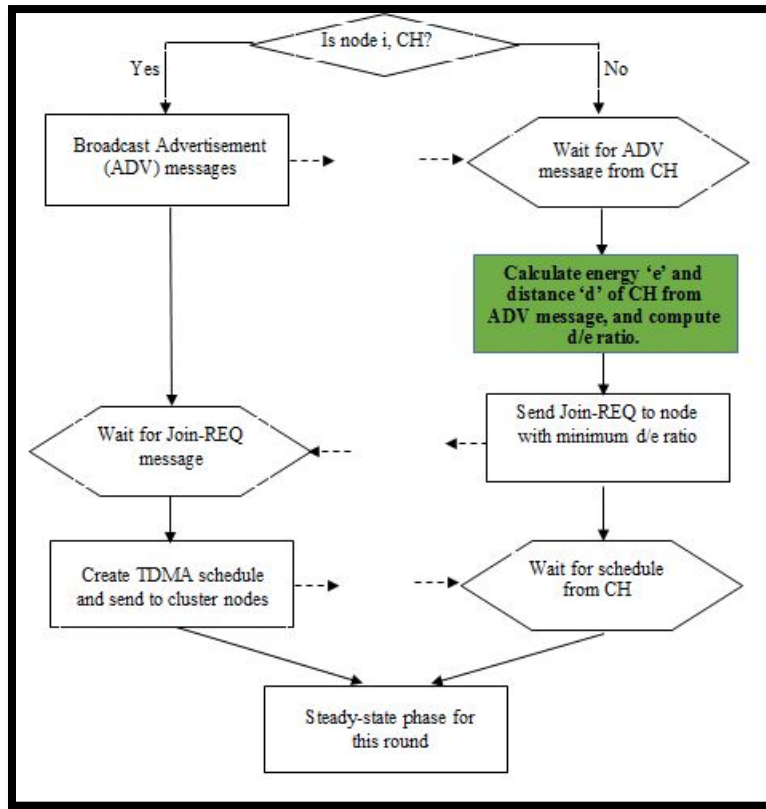 Is node i, CH?
Yes
No
Broadcast Advertisement
(ADV) messages
Wait for ADV
message from CH
Calculate energy ‘e’ and
distance ‘d’ of CH from
ADV message, and compute
d/e ratio.
Wait for Join-REQ
message
Send Join-REQ to node
with minimum d/e ratio
Create TDMA schedule
and send to cluster nodes
Wait for schedule
from CH
Steady-state phase for
this round